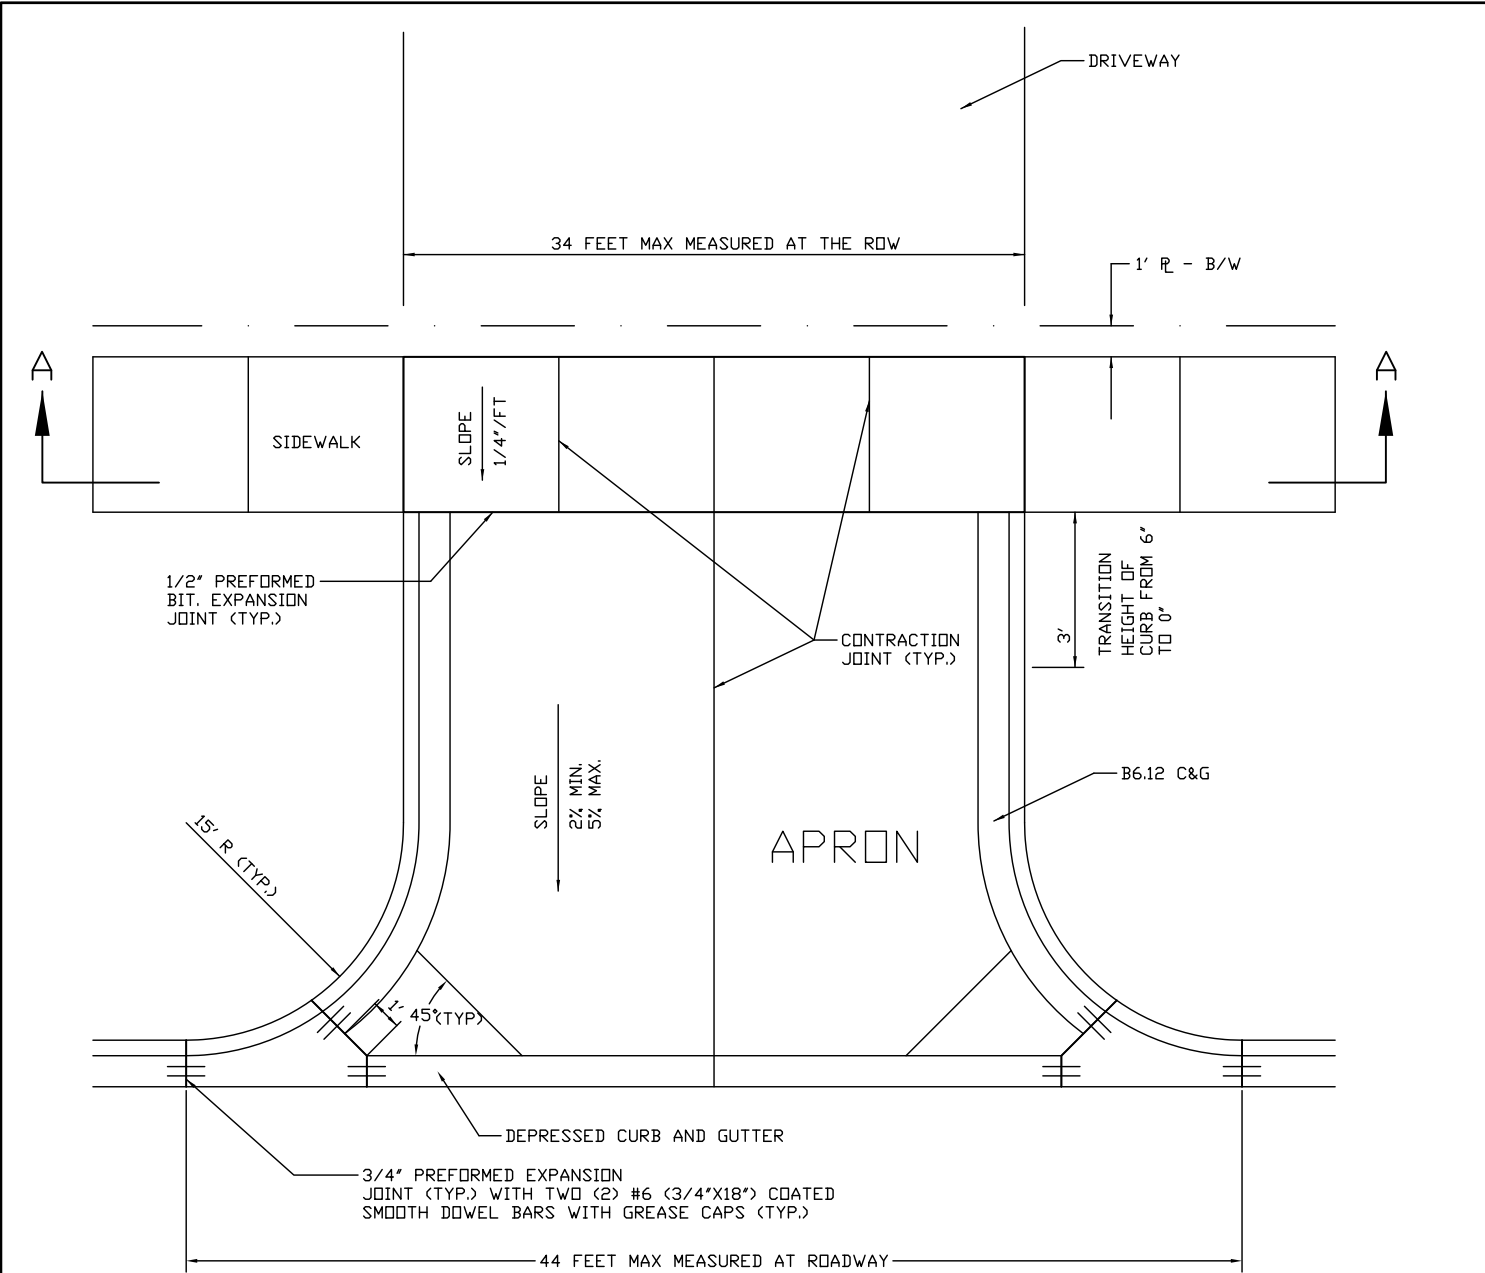 DRIVEWAY
34 FEET MAX MEASURED AT THE ROW
1' ⅊ - B/W
A
A
SIDEWALK
SLOPE
1/4"/FT
1/2" PREFORMED
BIT. EXPANSION
JOINT (TYP.)
TRANSITION
HEIGHT OF
CURB FROM 6"
TO 0"
3'
CONTRACTION
JOINT (TYP.)
SLOPE
2% MIN.
5% MAX.
B6.12 C&G
APRON
15' R (TYP.)
1'
45°(TYP)
DEPRESSED CURB AND GUTTER
3/4" PREFORMED EXPANSION
JOINT (TYP.) WITH TWO (2) #6 (3/4"X18") COATED
SMOOTH DOWEL BARS WITH GREASE CAPS (TYP.)
44 FEET MAX MEASURED AT ROADWAY